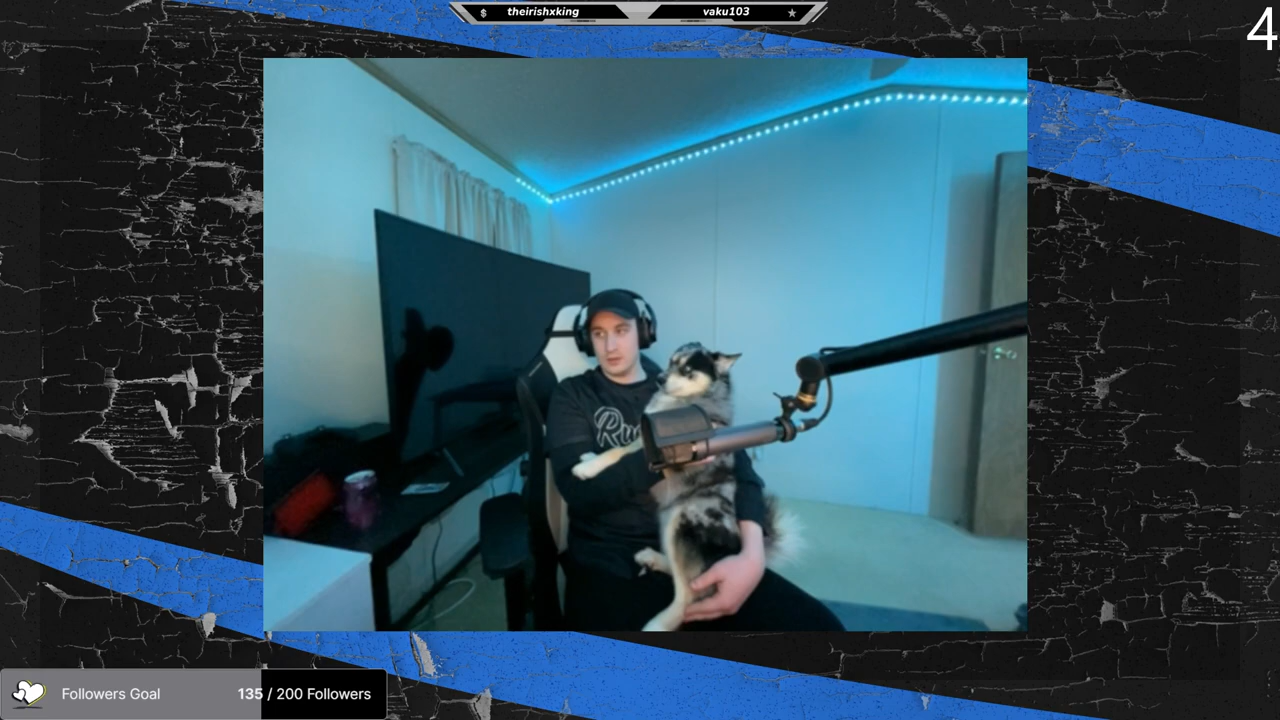 $ theirishxking
vaku103 ★
4
Followers Goal 135 / 200 Followers